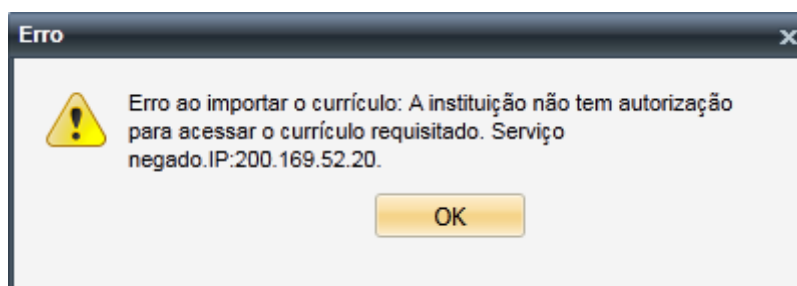 Erro
Erro ao importar o currículo: A instituição não tem autorização
para acessar o currículo requisitado. Serviço
negado.IP:200.169.52.20.
OK